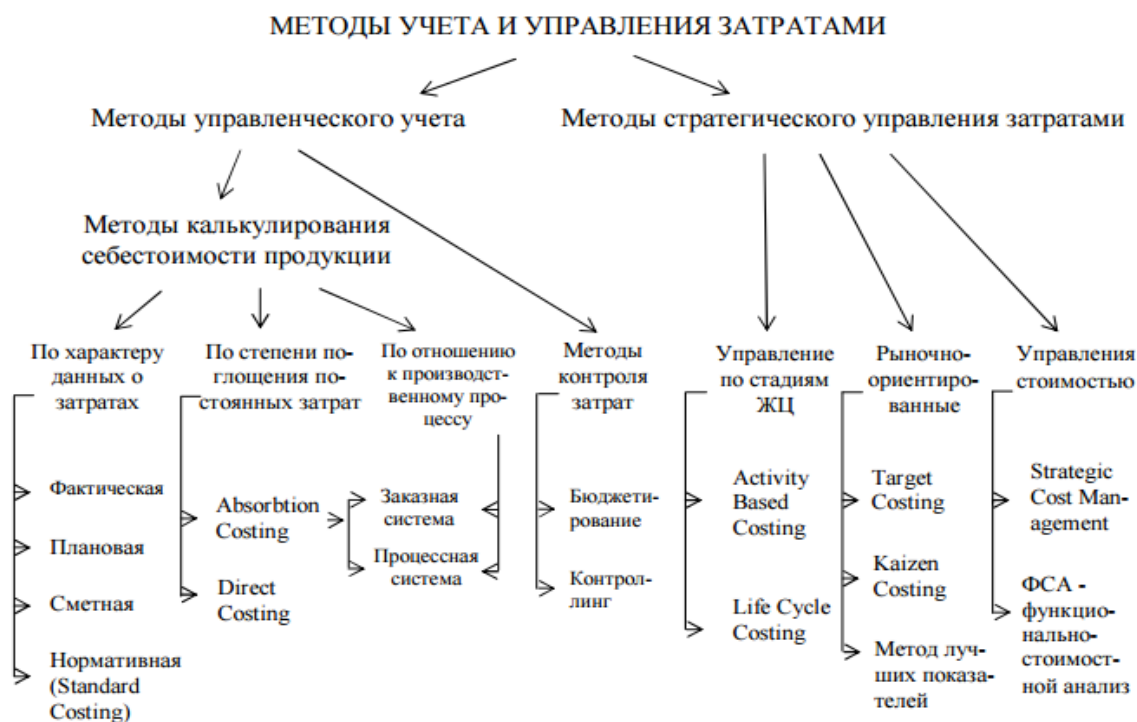 МЕТОДЫ УЧЕТА И УПРАВЛЕНИЯ ЗАТРАТАМИ
Методы управленческого учета
Методы стратегического управления затратами
Методы калькулирования
себестоимости продукции
По характеру
данных о
затратах
Фактическая
Плановая
Сметная
Нормативная
(Standard
Costing)
По степени по-
глощения по-
стоянных затрат
Absorbtion
Costing
Direct
Costing
По отношению
к производст-
венному про-
цессу
Заказная
система
Процессная
система
Методы
контроля
затрат
Бюджети-
рование
Контрол-
линг
Управление
по стадиям
ЖЦ
Activity
Based
Costing
Life Cycle
Costing
Рыночно-
ориентиро-
ванные
Target
Costing
Kaizen
Costing
Метод луч-
ших показа-
телей
Управления
стоимостью
Strategic
Cost Man-
agement
ФСА -
функцио-
нально-
стоимост-
ной анализ